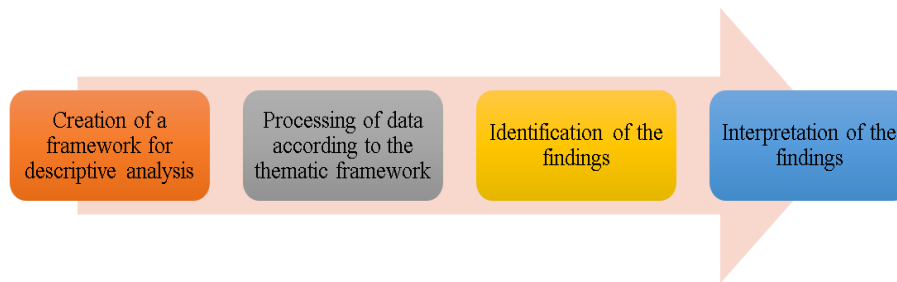 Creation of a
framework for
descriptive analysis
Processing of data
according to the
thematic framework
Identification of the
findings
Interpretation of the
findings